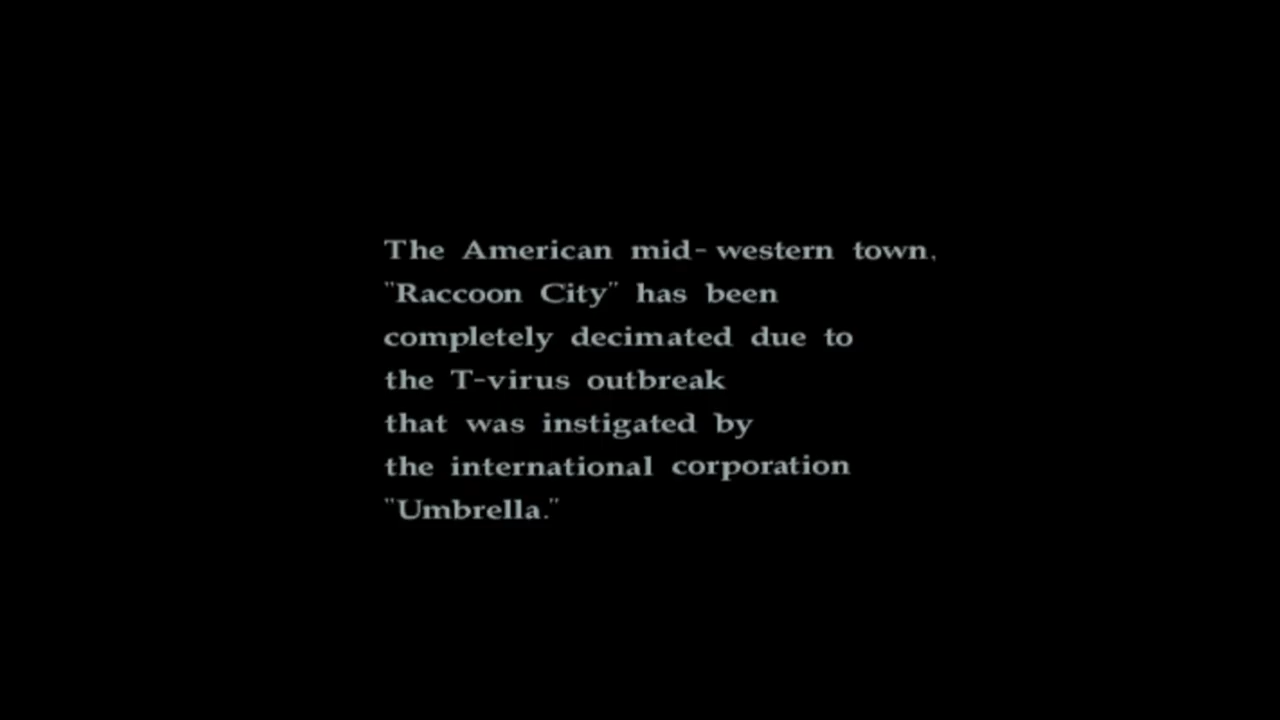 The American mid-western town,
"Raccoon City" has been
completely decimated due to
the T-virus outbreak
that was instigated by
the international corporation
"Umbrella."